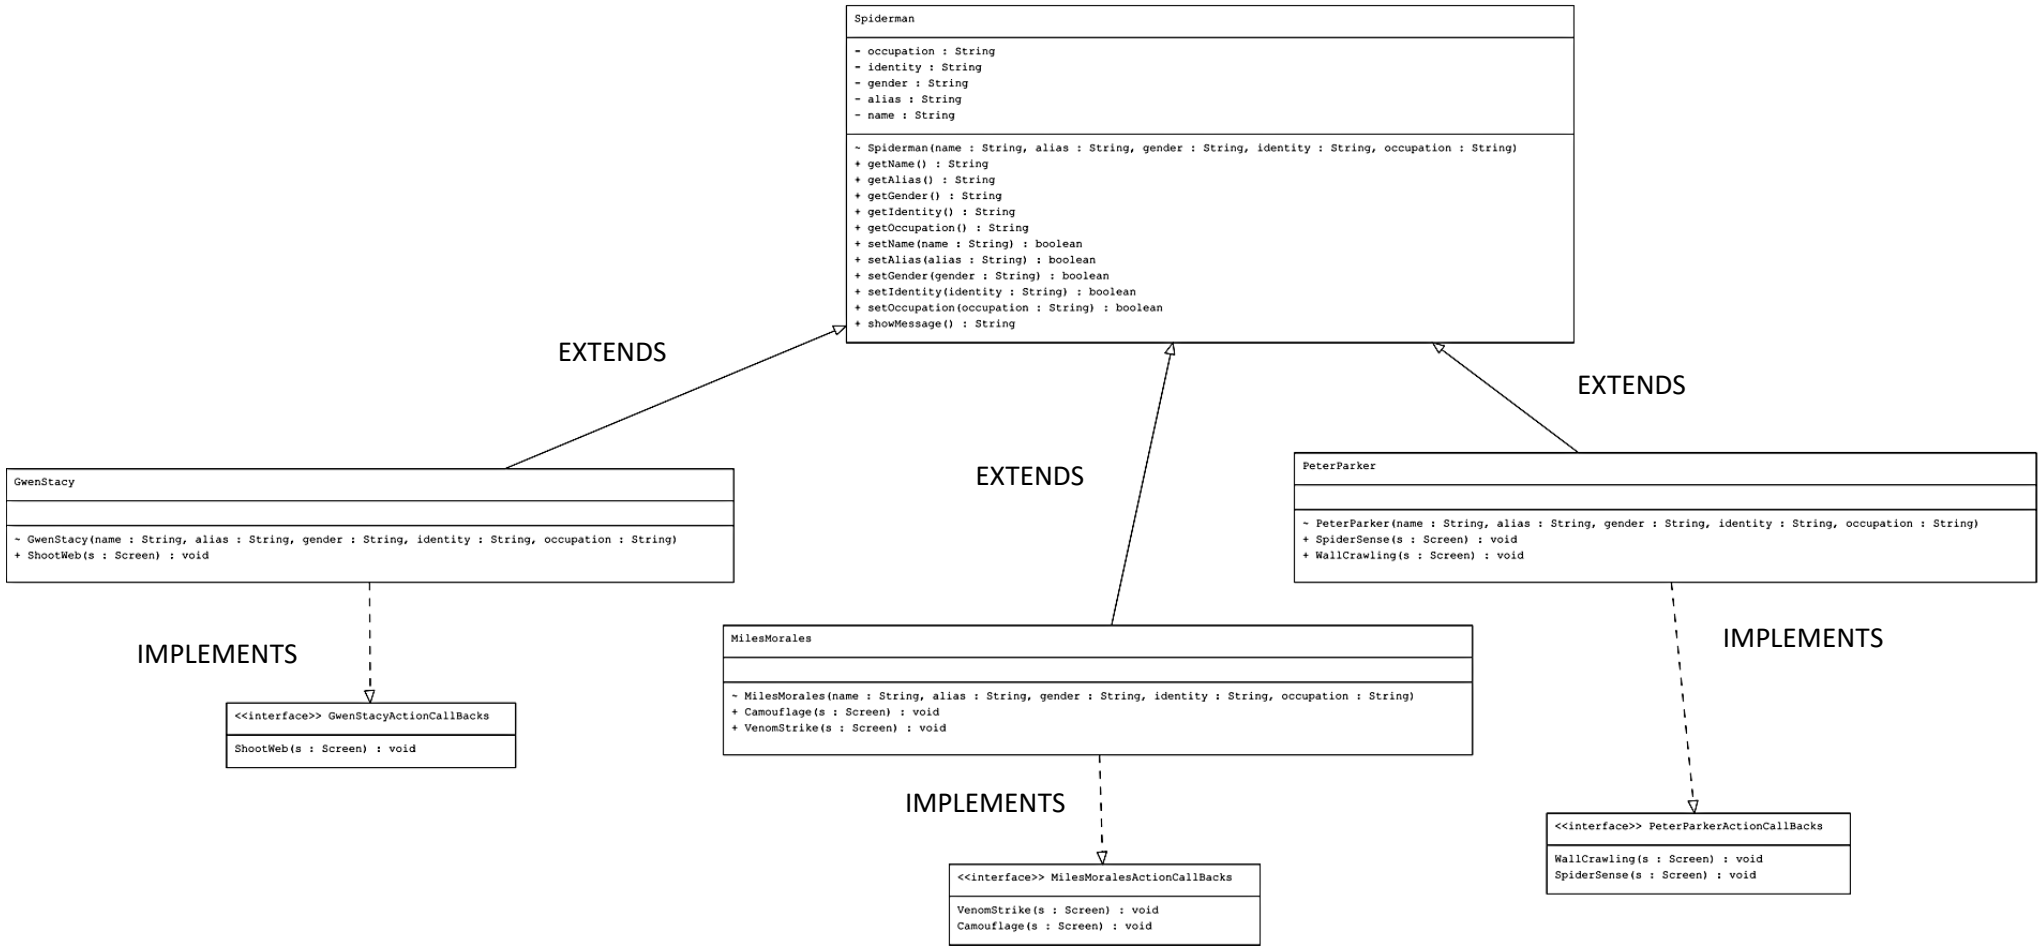 Spiderman
- occupation : String
- identity : String
- gender : String
- alias : String
- name : String
~ Spiderman(name : String, alias : String, gender : String, identity : String, occupation : String)
+ getName() : String
+ getAlias() : String
+ getGender() : String
+ getIdentity() : String
+ getOccupation() : String
+ setName(name : String) : boolean
+ setAlias(alias : String) : boolean
+ setGender(gender : String) : boolean
+ setIdentity(identity : String) : boolean
+ setOccupation(occupation : String) : boolean
+ showMessage() : String
EXTENDS
EXTENDS
EXTENDS
GwenStacy
~ GwenStacy(name : String, alias : String, gender : String, identity : String, occupation : String)
+ ShootWeb(s : Screen) : void
PeterParker
~ PeterParker(name : String, alias : String, gender : String, identity : String, occupation : String)
+ SpiderSense(s : Screen) : void
+ WallCrawling(s : Screen) : void
MilesMorales
~ MilesMorales(name : String, alias : String, gender : String, identity : String, occupation : String)
+ Camouflage(s : Screen) : void
+ VenomStrike(s : Screen) : void
IMPLEMENTS
IMPLEMENTS
IMPLEMENTS
<<interface>> GwenStacyActionCallBacks
ShootWeb(s : Screen) : void
<<interface>> MilesMoralesActionCallBacks
VenomStrike(s : Screen) : void
Camouflage(s : Screen) : void
<<interface>> PeterParkerActionCallBacks
WallCrawling(s : Screen) : void
SpiderSense(s : Screen) : void